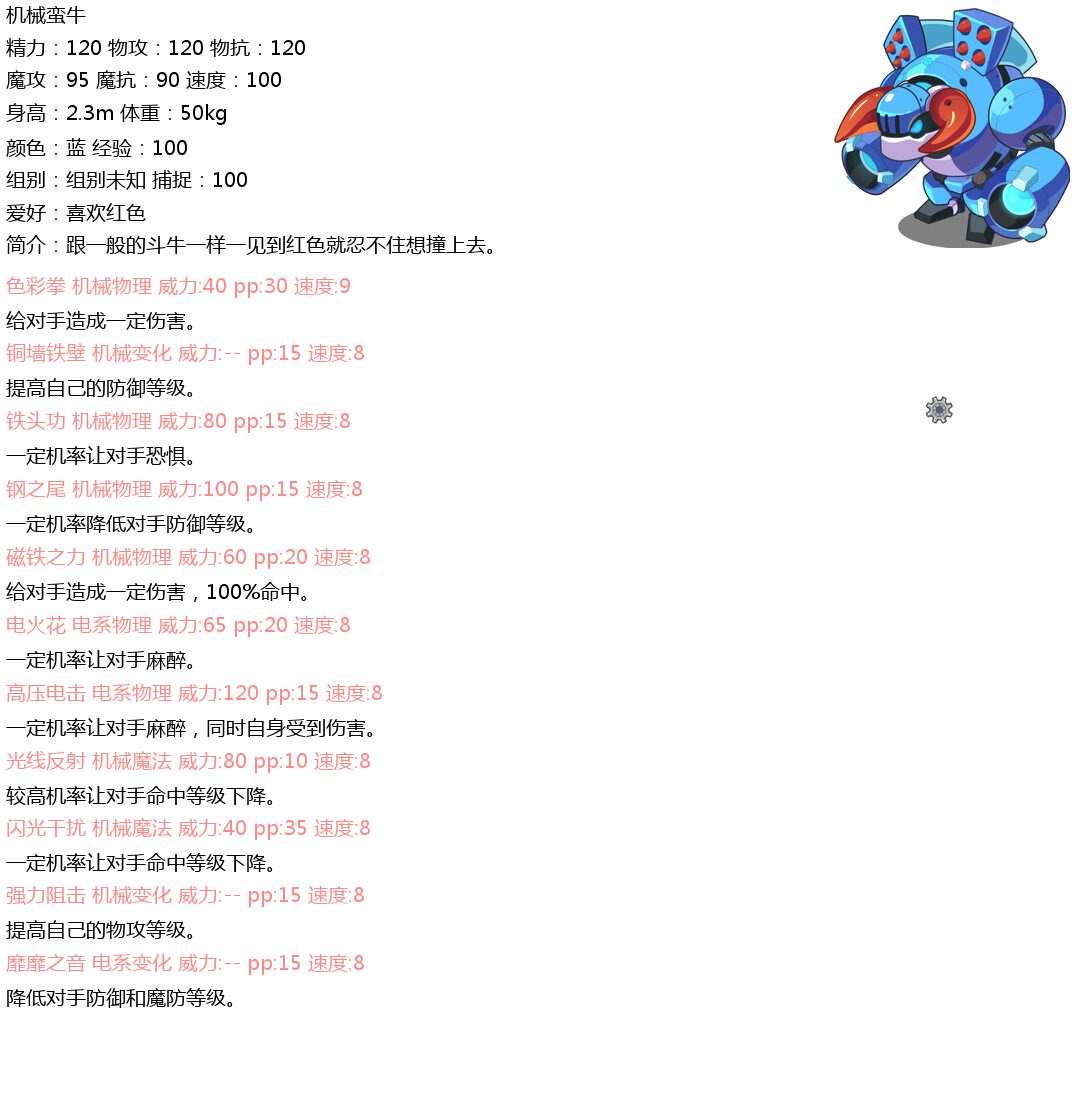 机械蛮牛
精力：120 物攻：120 物抗：120
魔攻：95 魔抗：90 速度：100
身高：2.3m 体重：50kg
颜色：蓝 经验：100
组别：组别未知 捕捉：100
爱好：喜欢红色
简介：跟一般的斗牛一样一见到红色就忍不住想撞上去。
色彩拳 机械物理 威力:40 pp:30 速度:9
给对手造成一定伤害。
铜墙铁壁 机械变化 威力:-- pp:15 速度:8
提高自己的防御等级。
铁头功 机械物理 威力:80 pp:15 速度:8
一定机率让对手恐惧。
钢之尾 机械物理 威力:100 pp:15 速度:8
一定机率降低对手防御等级。
磁铁之力 机械物理 威力:60 pp:20 速度:8
给对手造成一定伤害，100%命中。
电火花 电系物理 威力:65 pp:20 速度:8
一定机率让对手麻醉。
高压电击 电系物理 威力:120 pp:15 速度:8
一定机率让对手麻醉，同时自身受到伤害。
光线反射 机械魔法 威力:80 pp:10 速度:8
较高机率让对手命中等级下降。
闪光干扰 机械魔法 威力:40 pp:35 速度:8
一定机率让对手命中等级下降。
强力阻击 机械变化 威力:-- pp:15 速度:8
提高自己的物攻等级。
靡靡之音 电系变化 威力:-- pp:15 速度:8
降低对手防御和魔防等级。